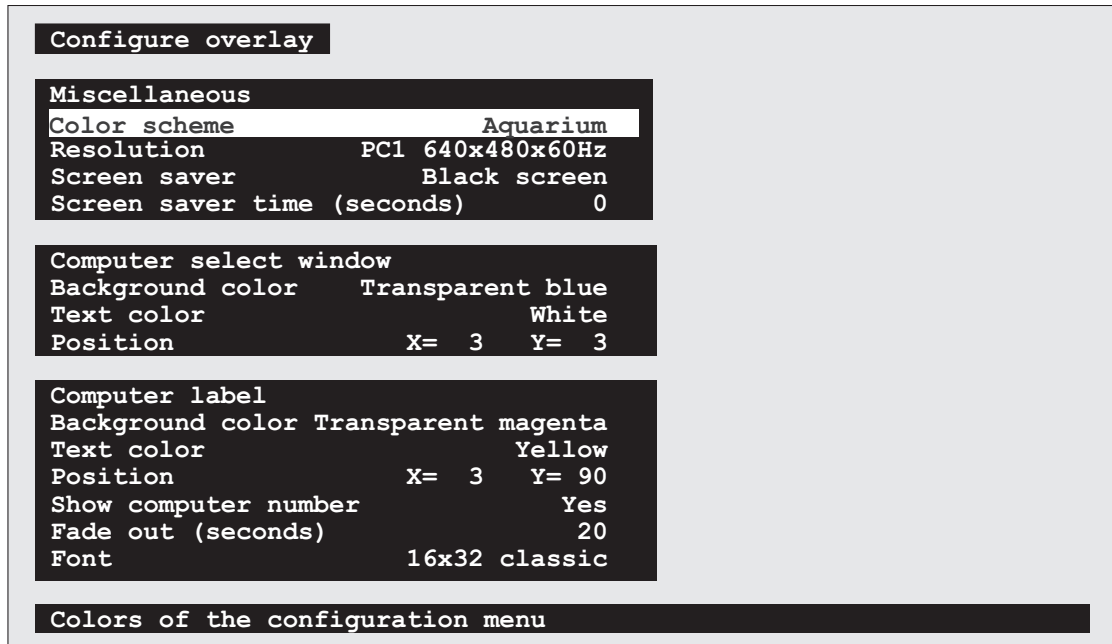 Configure overlay
Miscellaneous
Color scheme Aquarium
Resolution PC1 640x480x60Hz
Screen saver Black screen
Screen saver time (seconds) 0
Computer select window
Background color Transparent blue
Text color White
Position X= 3 Y= 3
Computer label
Background color Transparent magenta
Text color Yellow
Position X= 3 Y= 90
Show computer number Yes
Fade out (seconds) 20
Font 16x32 classic
Colors of the configuration menu